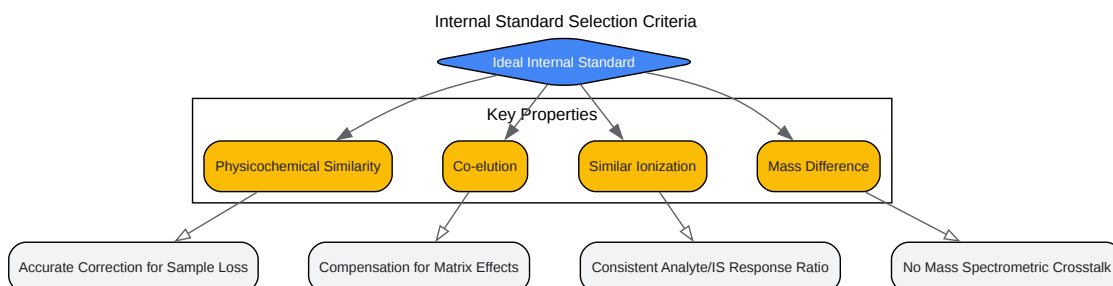 Internal Standard Selection Criteria
Ideal Internal Standard
Key Properties
Physicochemical Similarity
Co-elution
Similar Ionization
Mass Difference
Accurate Correction for Sample Loss
Compensation for Matrix Effects
Consistent Analyte/IS Response Ratio
No Mass Spectrometric Crosstalk